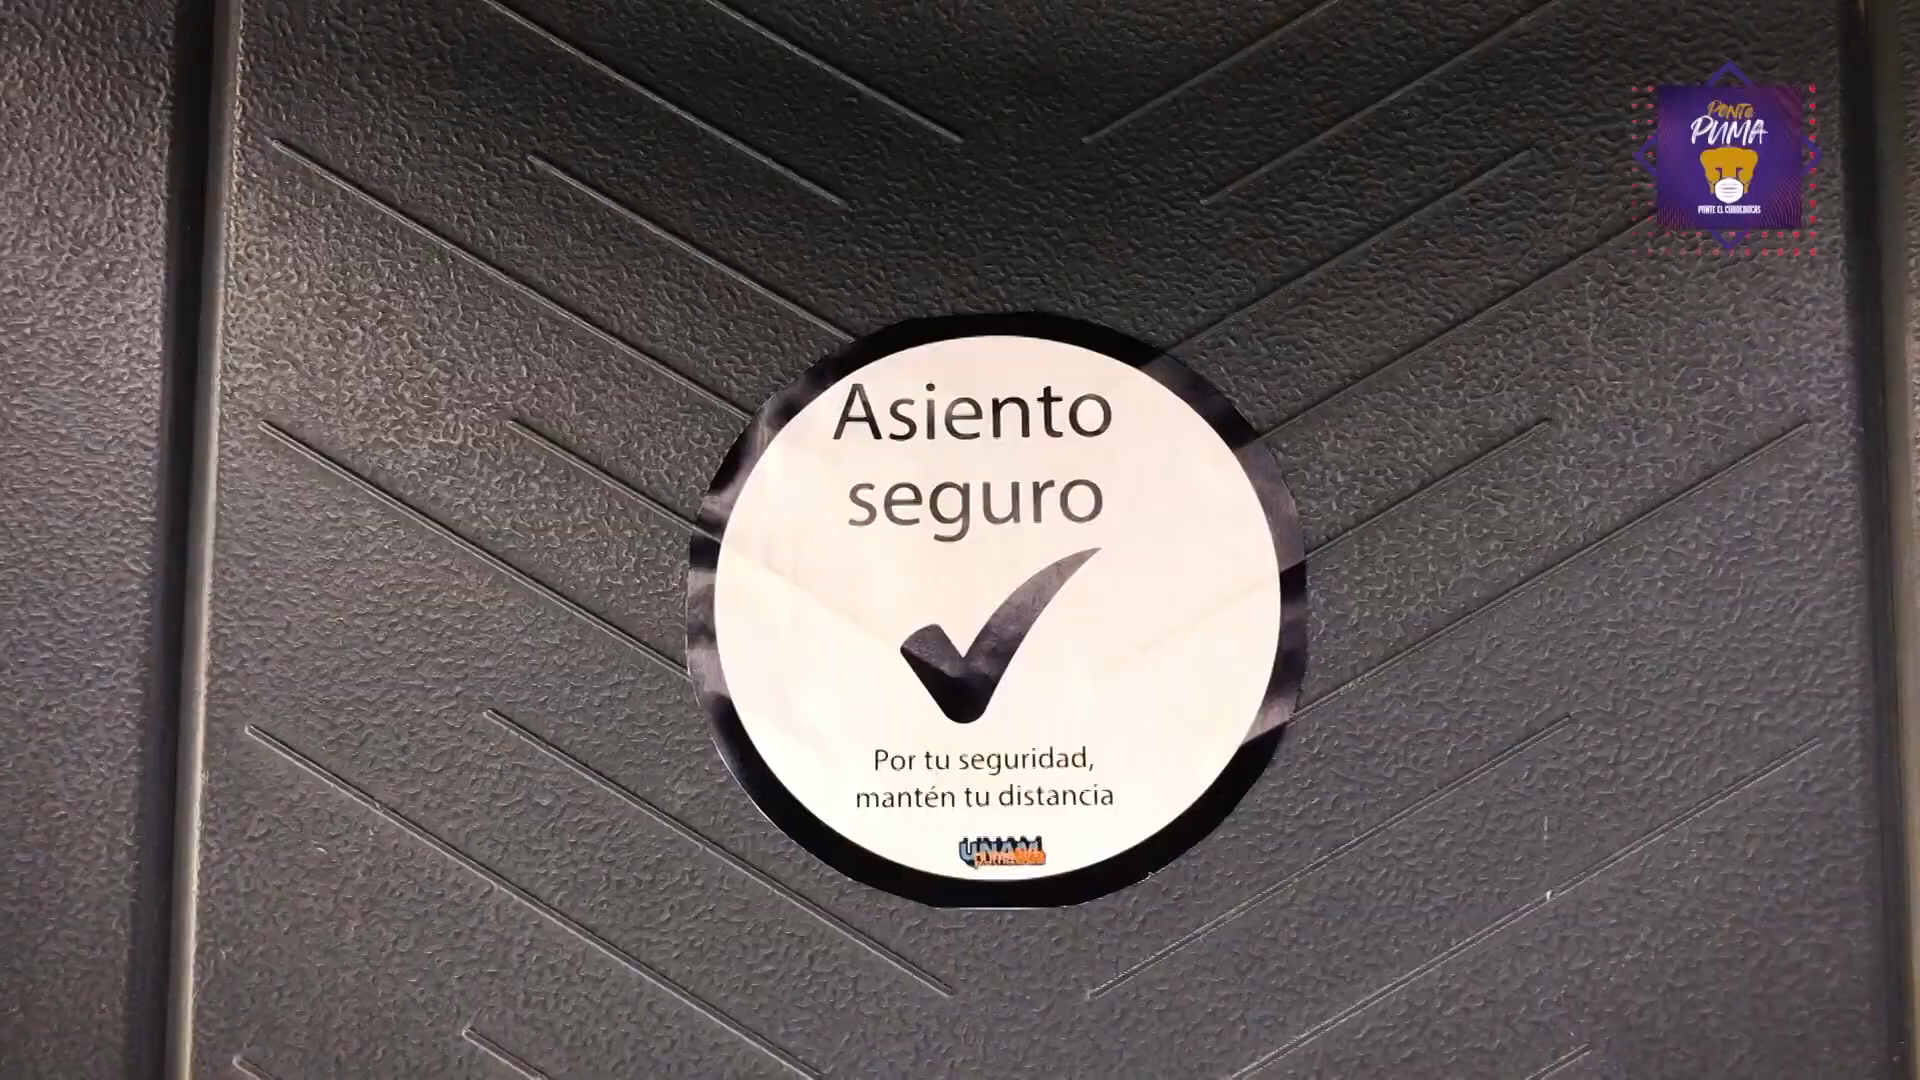 PONTE
PUMA
PONTE EL CUBREBOCAS
Asiento
seguro
Por tu seguridad,
mantén tu distancia
UNAM